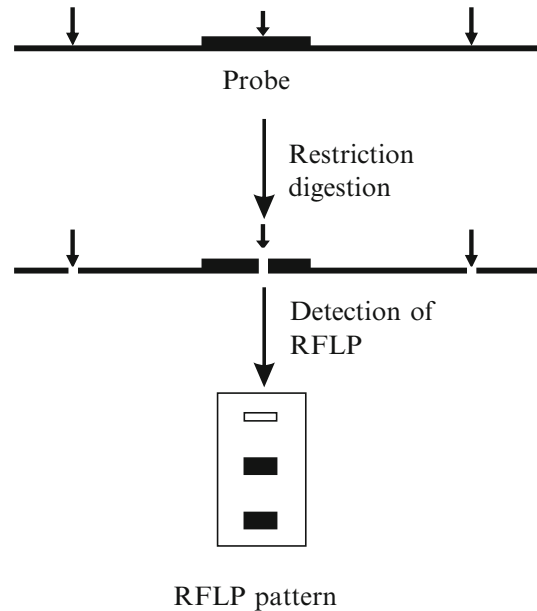 Probe
Restriction
digestion
Detection of
RFLP
RFLP pattern